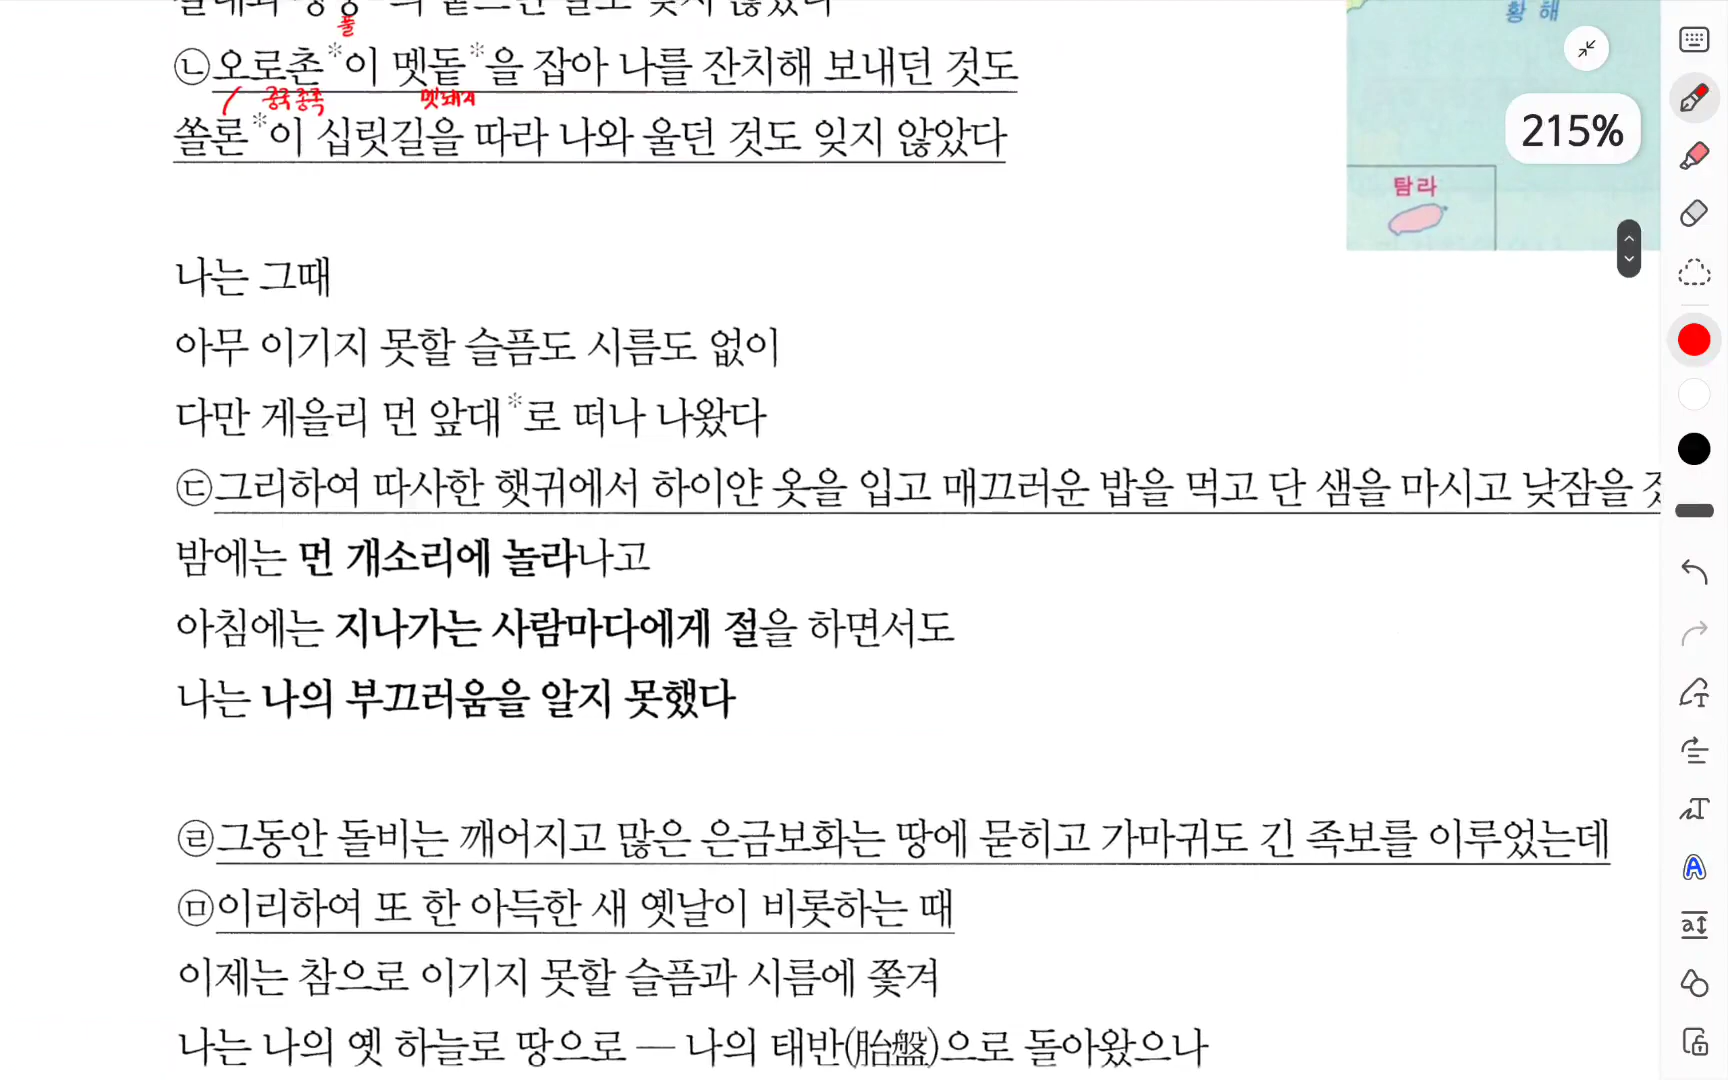 풀
㉡오로촌*이 멧돝*을 잡아 나를 잔치해 보내던 것도
중국 종족
멧돼지
쏠론*이 십릿길을 따라 나와 울던 것도 잊지 않았다
나는 그때
아무 이기지 못할 슬픔도 시름도 없이
다만 게을리 먼 앞대*로 떠나 나왔다
㉢그리하여 따사한 햇귀에서 하이얀 옷을 입고 매끄러운 밥을 먹고 단 샘을 마시고 낮잠을
밤에는 먼 개소리에 놀라나고
아침에는 지나가는 사람마다에게 절을 하면서도
나는 나의 부끄러움을 알지 못했다
㉣그동안 돌비는 깨어지고 많은 은금보화는 땅에 묻히고 가마귀도 긴 족보를 이루었는데
㉤이리하여 또 한 아득한 새 옛날이 비롯하는 때
이제는 참으로 이기지 못할 슬픔과 시름에 쫓겨
나는 나의 옛 하늘로 땅으로 — 나의 태반(胎盤)으로 돌아왔으나
황해
215%
탐라